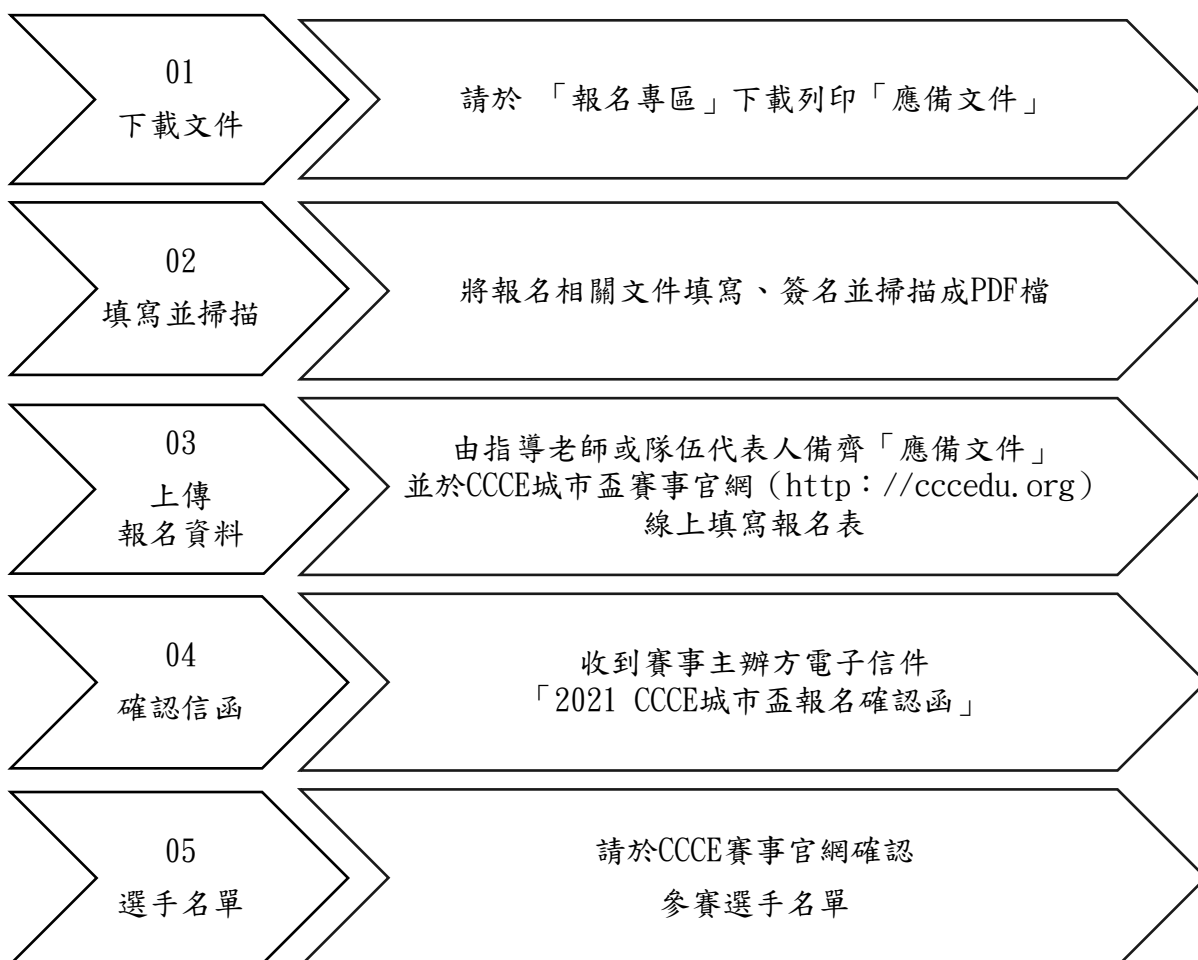 01
下載文件
請於 「報名專區」下載列印「應備文件」
02
填寫並掃描
將報名相關文件填寫、簽名並掃描成PDF檔
03
上傳
報名資料
由指導老師或隊伍代表人備齊「應備文件」
並於CCCE城市盃賽事官網（http：//cccedu.org）
線上填寫報名表
04
確認信函
收到賽事主辦方電子信件
「2021 CCCE城市盃報名確認函」
05
選手名單
請於CCCE賽事官網確認
參賽選手名單